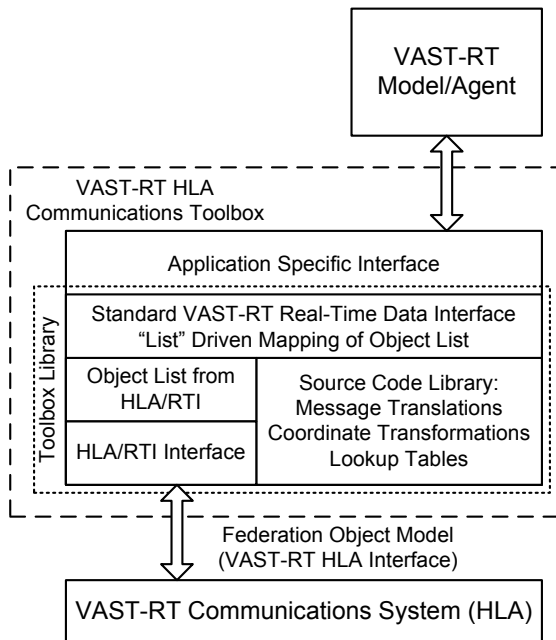 VAST-RT
Model/Agent
VAST-RT HLA
Communications Toolbox
Application Specific Interface
Toolbox Library
Standard VAST-RT Real-Time Data Interface
“List” Driven Mapping of Object List
Object List from
HLA/RTI
HLA/RTI Interface
Source Code Library:
Message Translations
Coordinate Transformations
Lookup Tables
Federation Object Model
(VAST-RT HLA Interface)
VAST-RT Communications System (HLA)